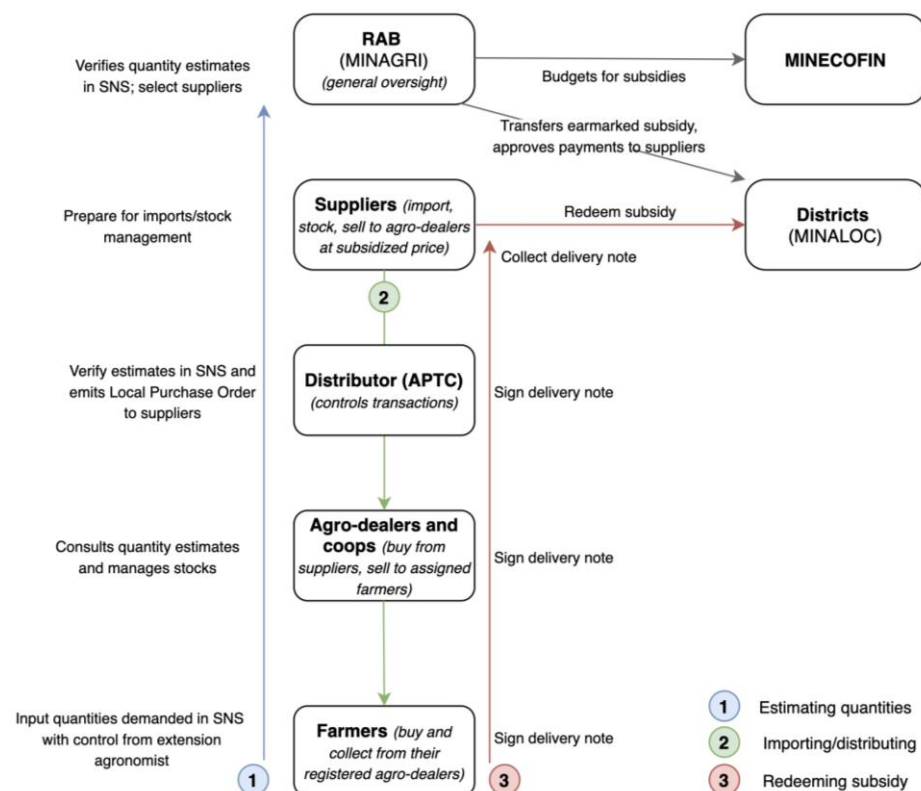 RAB
(MINAGRI)
(general oversight)
MINECOFIN
Verifies quantity estimates
in SNS; select suppliers
Budgets for subsidies
Transfers earmarked subsidy,
approves payments to suppliers
Prepare for imports/stock
management
Suppliers (import,
stock, sell to agro-dealers
at subsidized price)
Redeem subsidy
Districts
(MINALOC)
Collect delivery note
2
Verify estimates in SNS and
emits Local Purchase Order
to suppliers
Distributor (APTC)
(controls transactions)
Sign delivery note
Consults quantity estimates
and manages stocks
Agro-dealers and
coops (buy from
suppliers, sell to assigned
farmers)
Sign delivery note
Input quantities demanded in SNS
with control from extension
agronomist
1
Farmers (buy and
collect from their
registered agro-dealers)
Sign delivery note
3
1 Estimating quantities
2 Importing/distributing
3 Redeeming subsidy